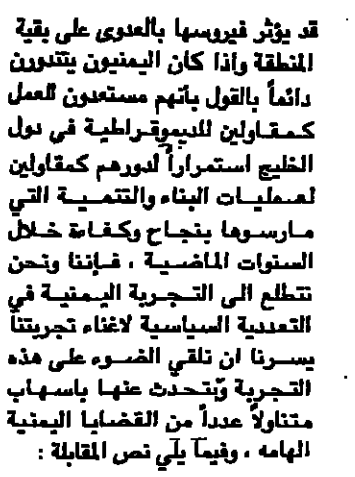 قد يؤثر فيروسها بالعدوى على بقية
المنطقة واذا كان اليمنيون يتندرون
دائماً بالقول بأنهم مستعدون للعمل
كمقاولين للديموقراطية في دول
الخليج استمراراً لدورهم كمقاولين
لعمليات البناء والتنمية التي
مارسوها بنجاح وكفاءة خلال
السنوات الماضية ، فإننا ونحن
نتطلع الى التجربة اليمنية في
التعددية السياسية لاغناء تجربتنا
يسرنا ان نلقي الضوء على هذه
التجربة ونتحدث عنها باسهاب
متناولاً عدداً من القضايا اليمنية
الهامه ، وفيما يلي نص المقابلة :